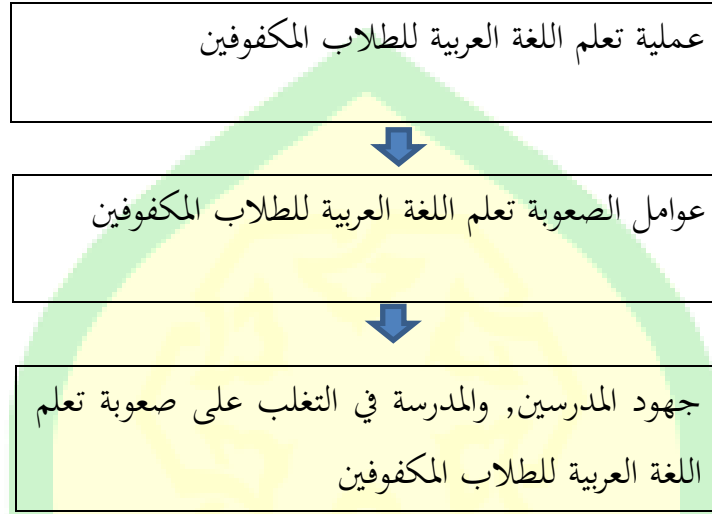 عملية تعلم اللغة العربية للطلاب المكفوفين
عوامل الصعوبة تعلم اللغة العربية للطلاب المكفوفين
جهود المدرسين, والمدرسة في التغلب على صعوبة تعلم
اللغة العربية للطلاب المكفوفين